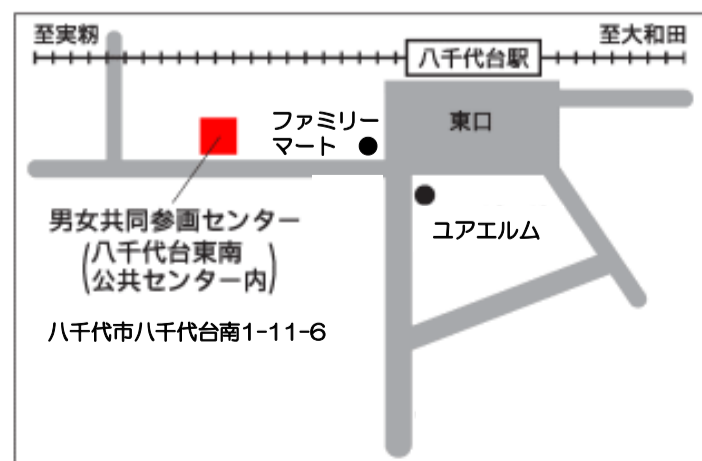 至実籾
至大和田
八千代台駅
東口
ファミリー
マート
ユアエルム
男女共同参画センター
(八千代台東南
公共センター内)
八千代市八千代台南1-11-6